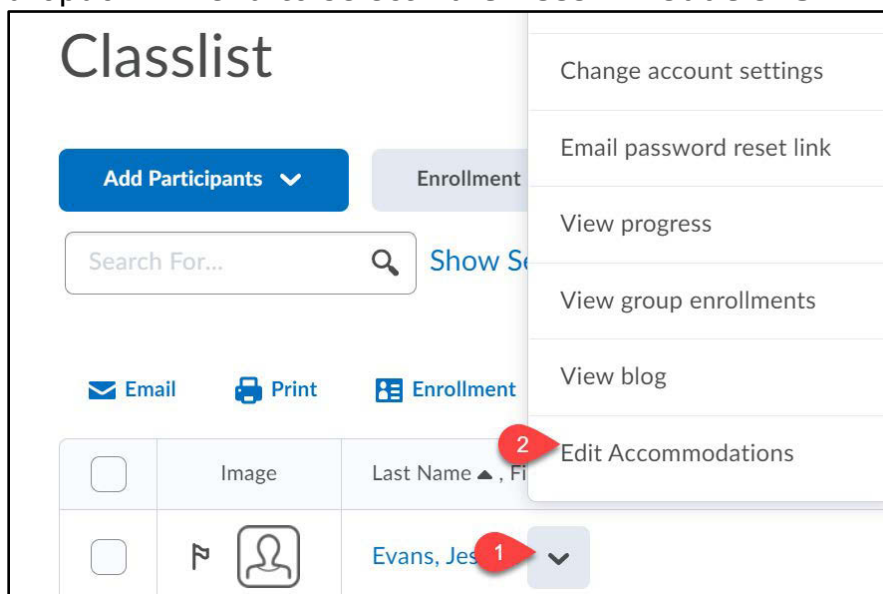 Classlist
Change account settings
Add Participants
Enrollment
Email password reset link
View progress
Search For...
Show
View group enrollments
View blog
Email
Print
Enrollment
2
Edit Accommodations
Image
Last Name ▲ ,
Evans,
1